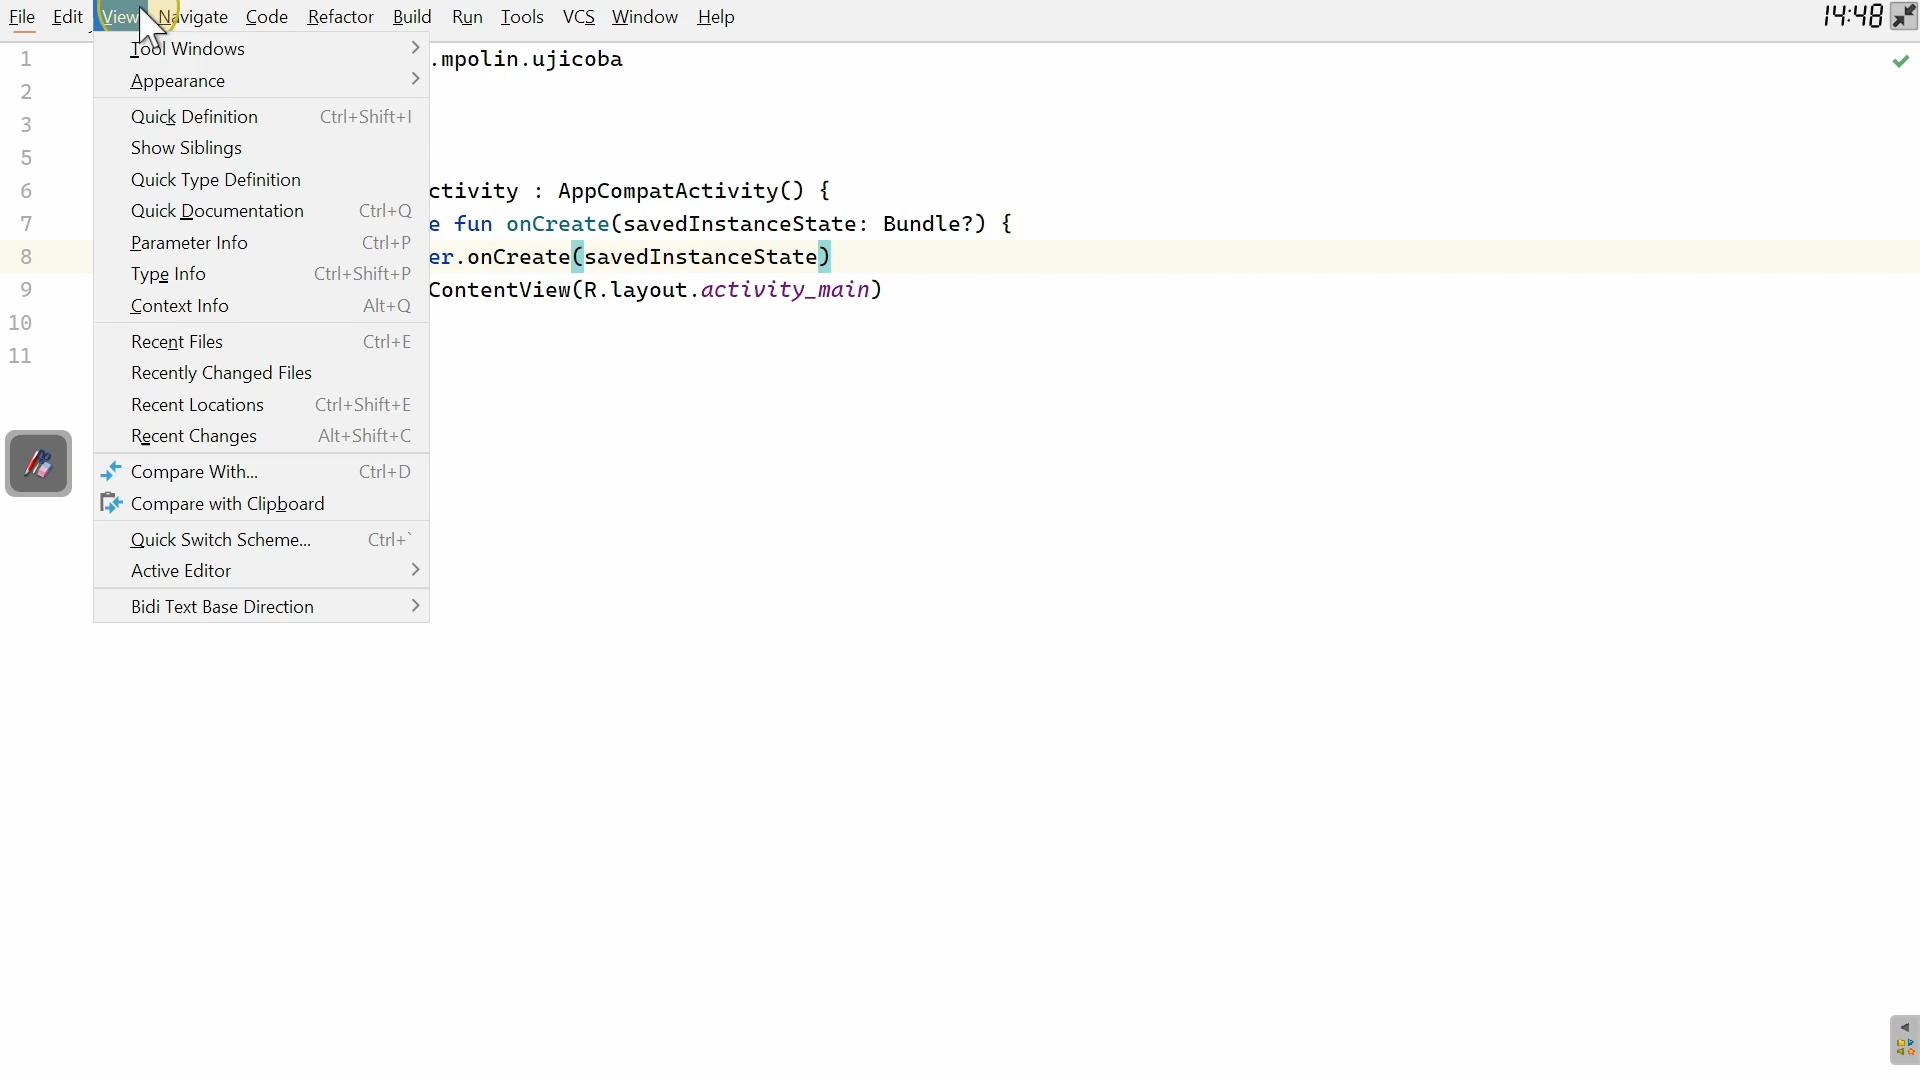 File Edit View Navigate Code Refactor Build Run Tools VCS Window Help 14:48
1 .mpolin.ujicoba
2
3
5
6 ctivity : AppCompatActivity() {
7 e fun onCreate(savedInstanceState: Bundle?) {
8 er.onCreate(savedInstanceState)
9 ContentView(R.layout.activity_main)
10
11
Tool Windows
Appearance
Quick Definition Ctrl+Shift+I
Show Siblings
Quick Type Definition
Quick Documentation Ctrl+Q
Parameter Info Ctrl+P
Type Info Ctrl+Shift+P
Context Info Alt+Q
Recent Files Ctrl+E
Recently Changed Files
Recent Locations Ctrl+Shift+E
Recent Changes Alt+Shift+C
Compare With... Ctrl+D
Compare with Clipboard
Quick Switch Scheme... Ctrl+`
Active Editor
Bidi Text Base Direction